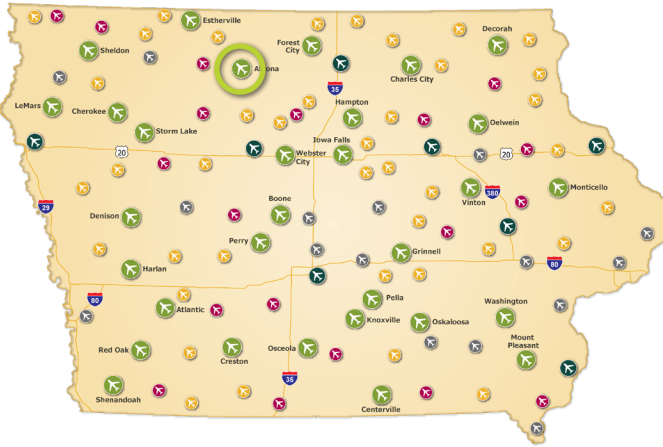 Estherville
Decorah
Forest
City
Sheldon
Algona
Charles City
35
LeMars
Cherokee
Hampton
Oelwein
Storm Lake
Iowa Falls
20
Webster
City
20
Monticello
380
Vinton
29
Denison
Boone
Perry
Grinnell
80
Harlan
80
Pella
Washington
Atlantic
Knoxville
Oskaloosa
Mount
Pleasant
Red Oak
Creston
Osceola
35
Shenandoah
Centerville